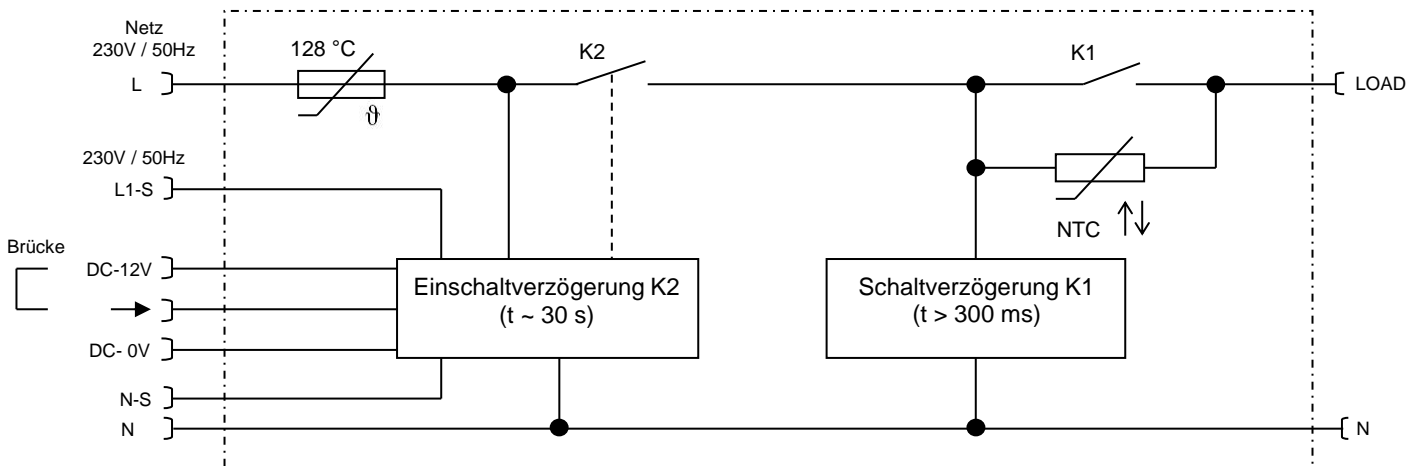 Netz
230V / 50Hz
L
128 °C
ϑ
K2
K1
LOAD
230V / 50Hz
L1-S
NTC
Brücke
DC-12V
DC- 0V
N-S
N
Einschaltverzögerung K2
(t ~ 30 s)
Schaltverzögerung K1
(t > 300 ms)
N